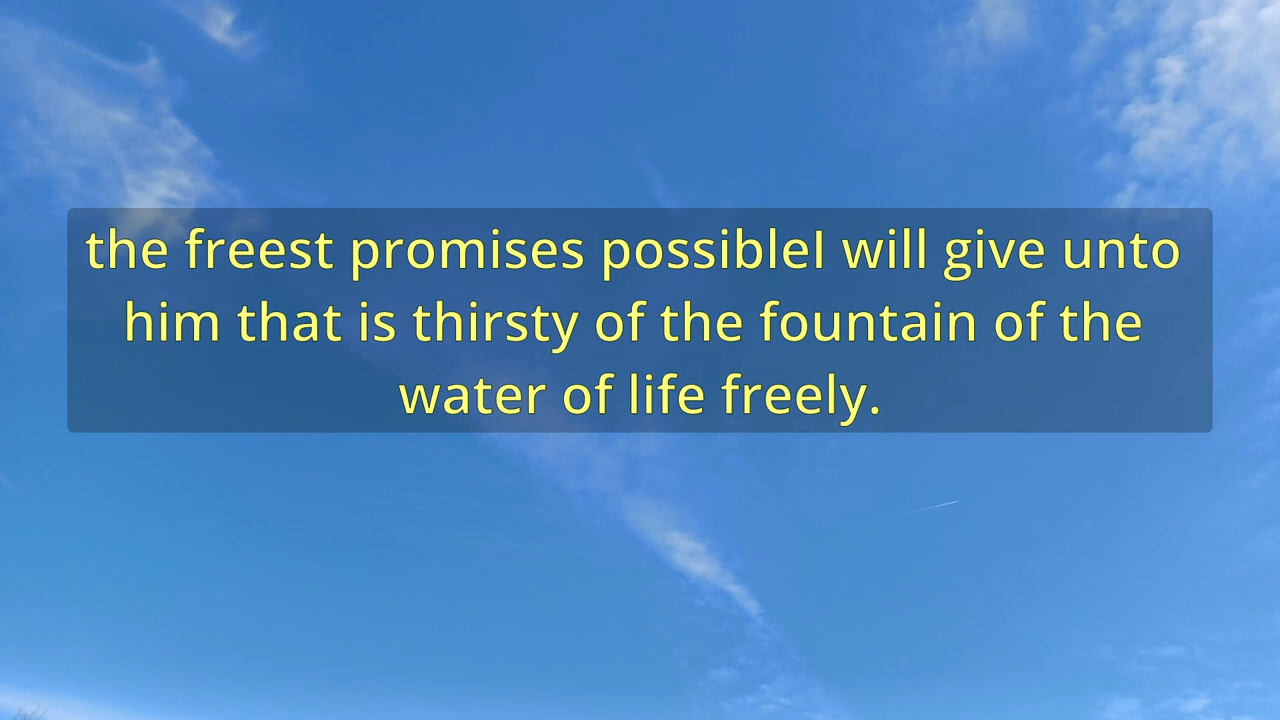 the freest promises possibleI will give unto
him that is thirsty of the fountain of the
water of life freely.